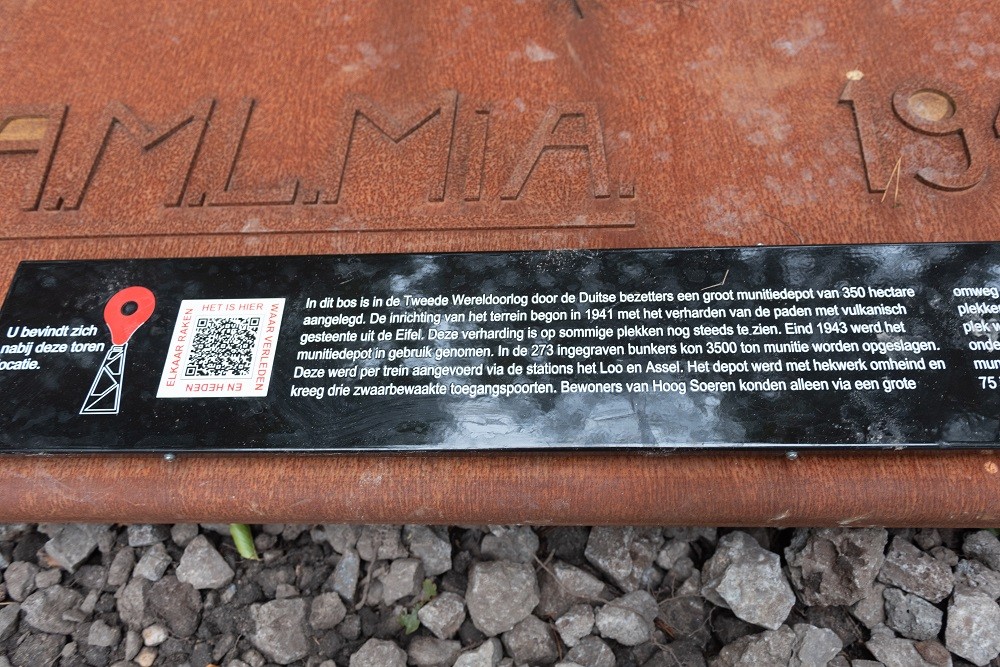 A.M.L..MIA.. 19
U bevindt zich
nabij deze toren
ocatie.
HET IS HIER
WAAR VERLEDEN
EN HEDEN
ELKAAR RAKEN
In dit bos is in de Tweede Wereldoorlog door de Duitse bezetters een groot munitiedepot van 350 hectare
aangelegd. De inrichting van het terrein begon in 1941 met het verharden van de paden met vulkanisch
gesteente uit de Eifel. Deze verharding is op sommige plekken nog steeds te zien. Eind 1943 werd het
munitiedepot in gebruik genomen. In de 273 ingegraven bunkers kon 3500 ton munitie worden opgeslagen.
Deze werd per trein aangevoerd via de stations het Loo en Assel. Het depot werd met hekwerk omheind en
kreeg drie zwaarbewaakte toegangspoorten. Bewoners van Hoog Soeren konden alleen via een grote
omweg
plekke
plek v
onde
mun
75